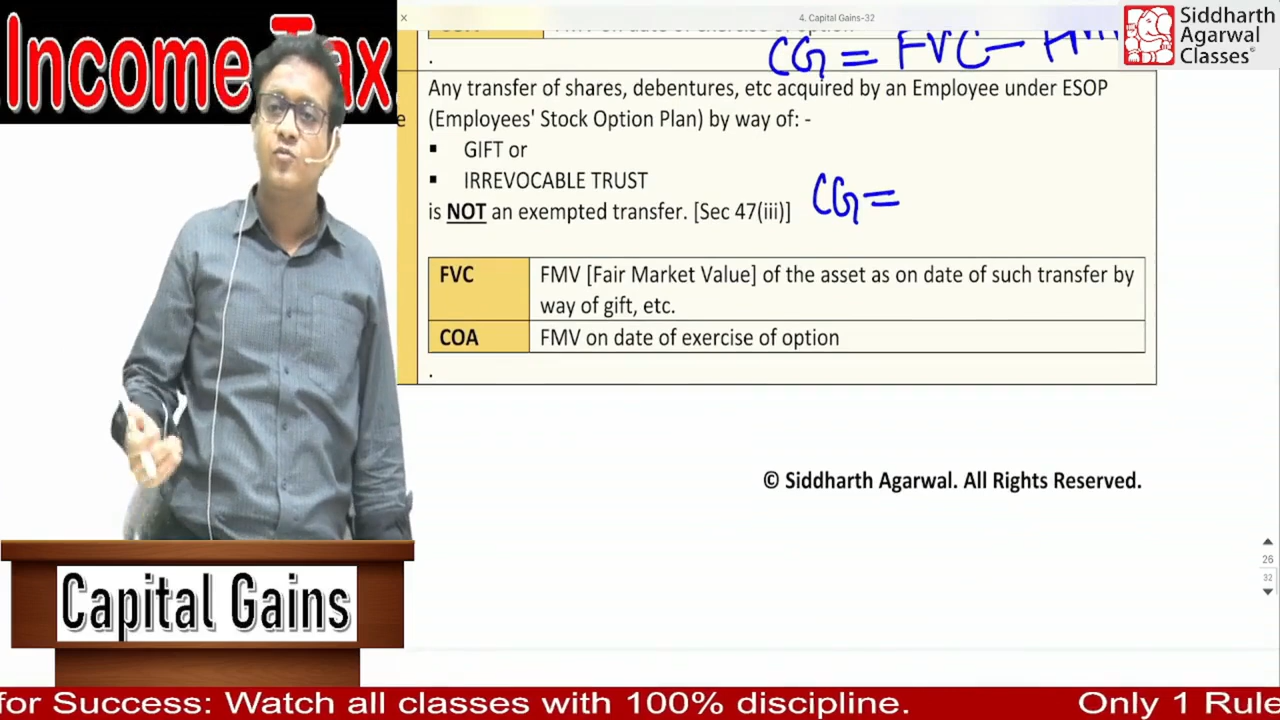 Income Tax
4. Capital Gains-32
Siddharth
Agarwal
Classes
CG = FVC –
Any transfer of shares, debentures, etc acquired by an Employee under ESOP
(Employees' Stock Option Plan) by way of: -
▪ GIFT or
▪ IRREVOCABLE TRUST
is NOT an exempted transfer. [Sec 47(iii)]
CG =
FVC
FMV [Fair Market Value] of the asset as on date of such transfer by
way of gift, etc.
COA
FMV on date of exercise of option
.
© Siddharth Agarwal. All Rights Reserved.
26
32
Capital Gains
for Success: Watch all classes with 100% discipline. Only 1 Rule